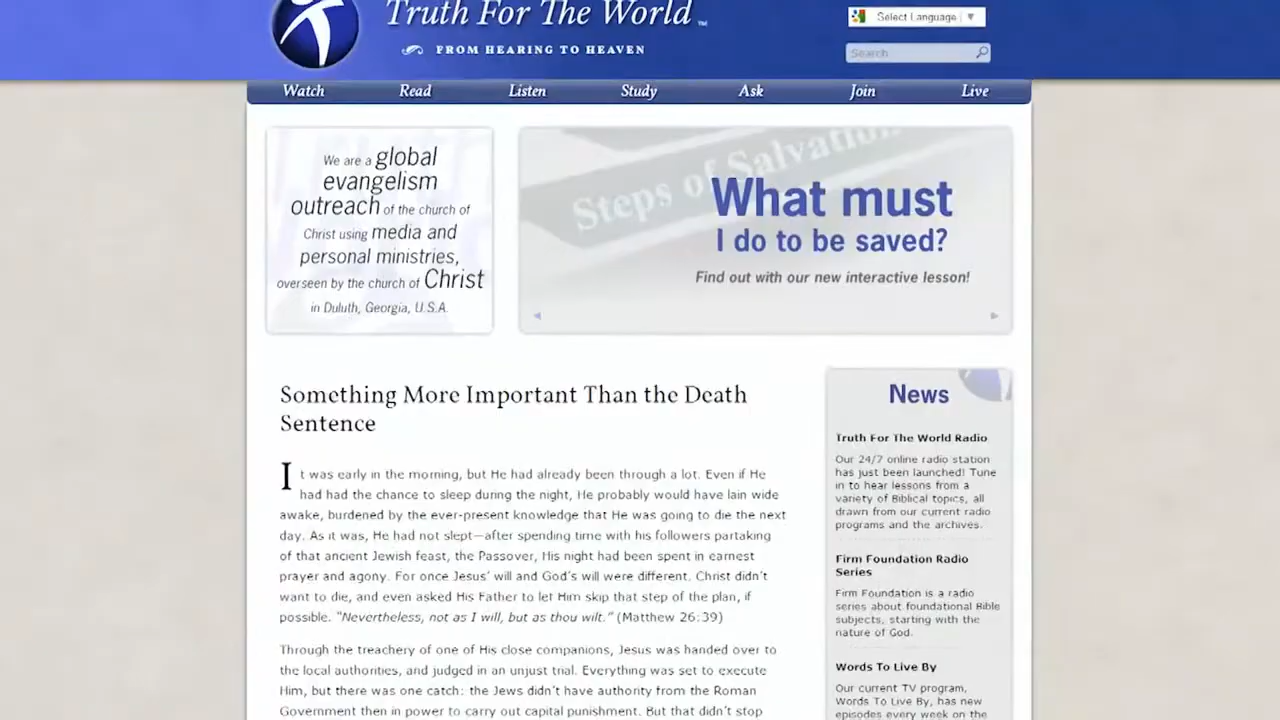 Truth For The World ™
FROM HEARING TO HEAVEN
Select Language ▼
Search
Watch Read Listen Study Ask Join Live
We are a global
evangelism
outreach of the church of
Christ using media and
personal ministries,
overseen by the church of Christ
in Duluth, Georgia, U.S.A.
Steps of Salvation
What must
I do to be saved?
Find out with our new interactive lesson!
Something More Important Than the Death
Sentence
It was early in the morning, but He had already been through a lot. Even if He
had had the chance to sleep during the night, He probably would have lain wide
awake, burdened by the ever-present knowledge that He was going to die the next
day. As it was, He had not slept—after spending time with his followers partaking
of that ancient Jewish feast, the Passover, His night had been spent in earnest
prayer and agony. For once Jesus' will and God's will were different. Christ didn't
want to die, and even asked His Father to let Him skip that step of the plan, if
possible. "Nevertheless, not as I will, but as thou wilt." (Matthew 26:39)
Through the treachery of one of His close companions, Jesus was handed over to
the local authorities, and judged in an unjust trial. Everything was set to execute
Him, but there was one catch: the Jews didn't have authority from the Roman
Government then in power to carry out capital punishment. But that didn't stop
News
Truth For The World Radio
Our 24/7 online radio station
has just been launched! Tune
in to hear lessons from a
variety of Biblical topics, all
drawn from our current radio
programs and the archives.
Firm Foundation Radio
Series
Firm Foundation is a radio
series about foundational Bible
subjects, starting with the
nature of God.
Words To Live By
Our current TV program,
Words To Live By, has new
episodes every week on the